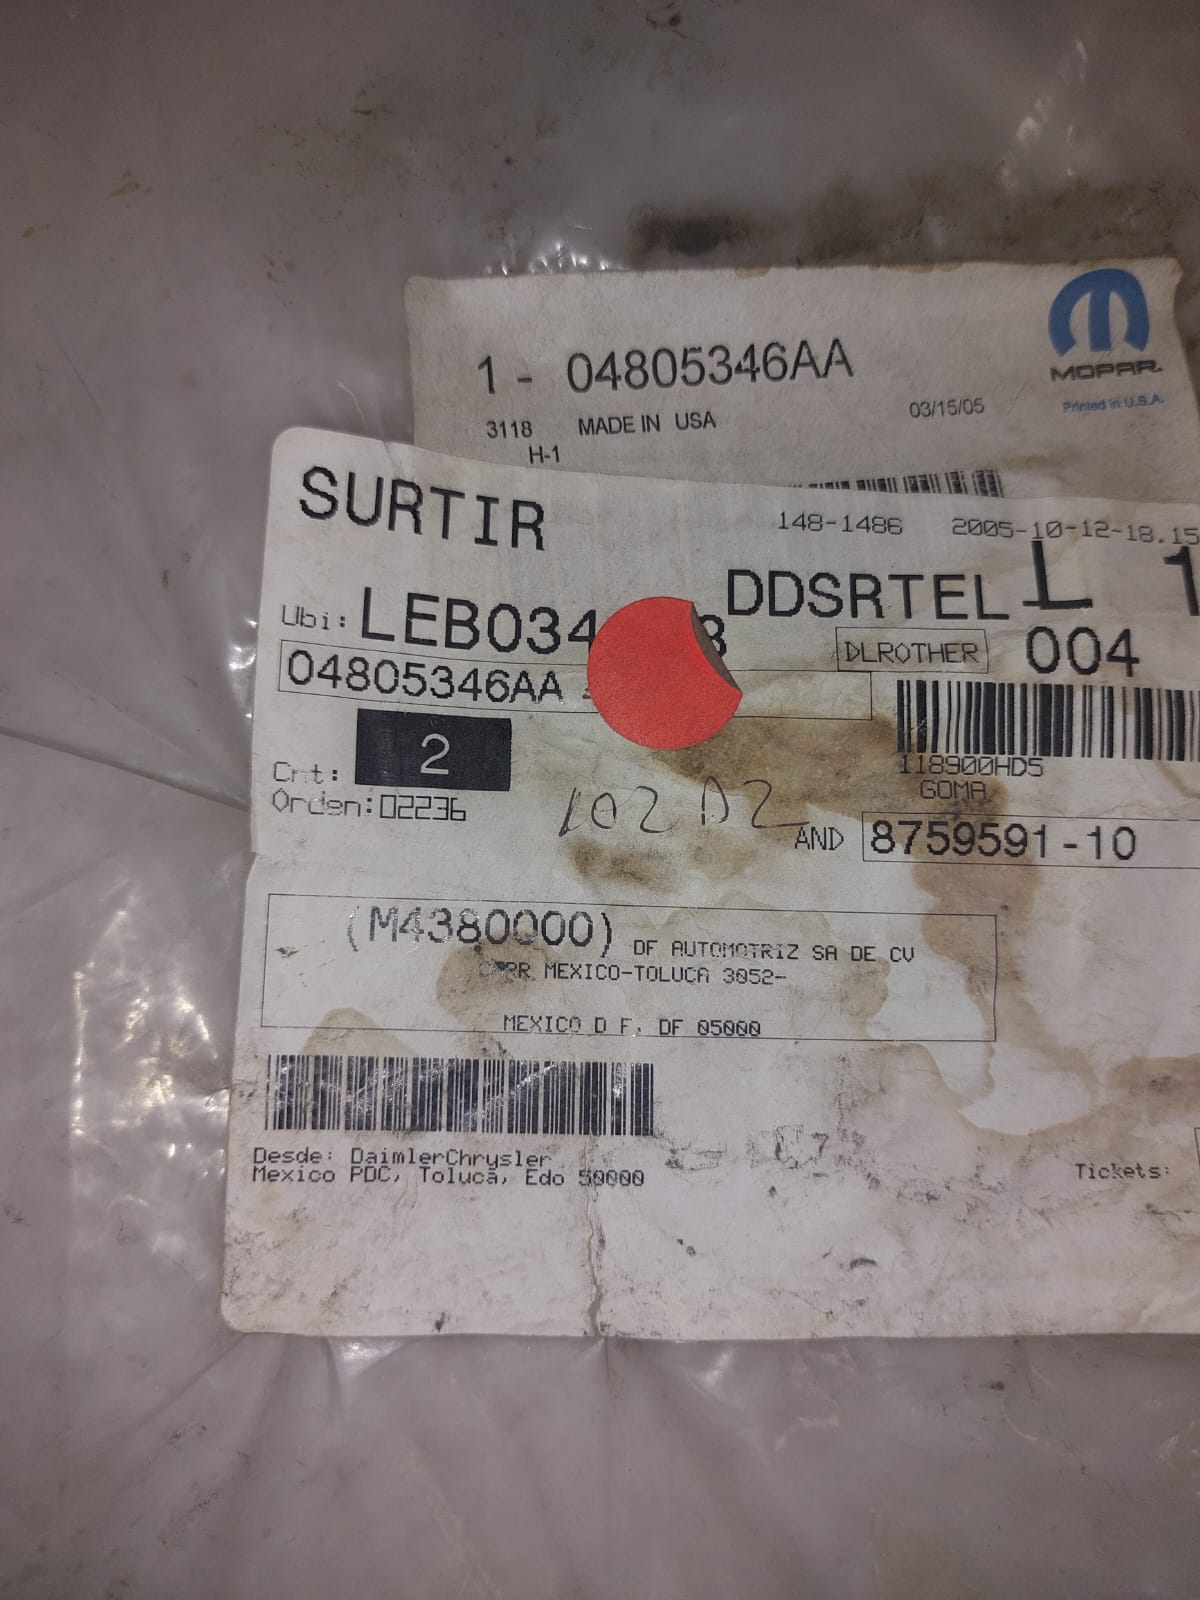 1 - 04805346AA
MOPAR.
3118 MADE IN USA 03/15/05 Printed in U.S.A.
H-1
SURTIR 148-1486 2005-10-12-18.15
Ubi: LEB034 DDSRTEL L 1
DLROTHER 004
04805346AA
Cnt: 2
118900HD5
GOMA
Orden:02236
AND 8759591-10
(M4380000) DF AUTOMOTRIZ SA DE CV
CARR MEXICO-TOLUCA 3052-
MEXICO D F, DF 05000
Desde: DaimlerChrysler
Mexico PDC, Toluca, Edo 50000
Tickets: